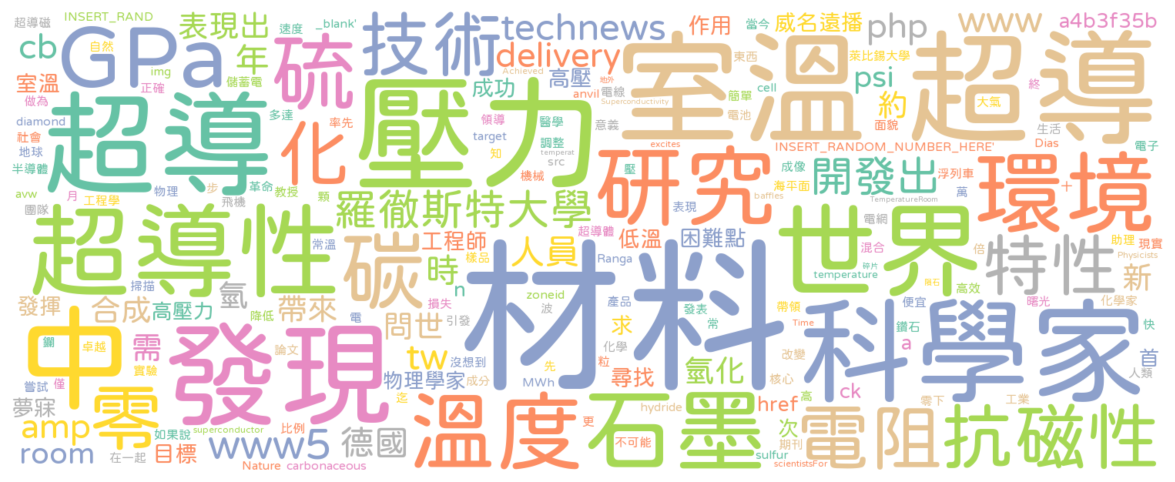 INSERT_RAND
超導磁
表現出
速度
_blank'
技術
technews
作用
當今
威名遠播
php
www
a4b3f35b
cb
GPa
自然
年
硫
delivery
室溫
東西
萊比錫大學
超導
電子
室溫
img
儲蓄電
Achieved
高壓
成功
地外
電線
簡單
cell
psi
終
做為
正確
超導
多達
壓力
anvil
Superconductivity
電池
約
大氣
面貌
生活
diamond
社會
率先
化
領導
醫學
意義
target
調整
temperat
知
src
excites
INSERT_RANDOM_NUMBER_HERE'
Dias
地球
半導體
機械
研究
壓
成像
開發出
浮列車
環境
+
avw
月
物理
步
革命
教授
顆
工程學
飛機
羅徹斯特大學
海平面
baffles
TemperatureRoom
萬
團隊
超導性
常溫
碳
工程師
樣品
時
人員
超導體
低溫
表現
困難點
世界
電網
混合
倍
特性
助理
現實
Physicists
新
掃描
氫
損失
Ranga
temperature
碎片
隕石
高效
發揮
合成
高壓力
帶來
n
zoneid
波
產品
材料
發表
帶領
便宜
曙光
化學家
降低
電
問世
引發
求
常
Time
鑽石
科學家
a
快
首
中
鋼
卓越
需
發現
論文
tw
沒想到
先
化學
粒
尋找
氫化
改變
核心
ck
人類
嘗試
僅
實驗
零
物理學家
成分
MWh
迄
溫度
更
hydride
石墨
href
高
零下
工業
夢寐
amp
如果說
superconductor
比例
www5
德國
不可能
次
期刊
電阻
抗磁性
room
在一起
目標
Nature
carbonaceous
sulfur
scientistsFor